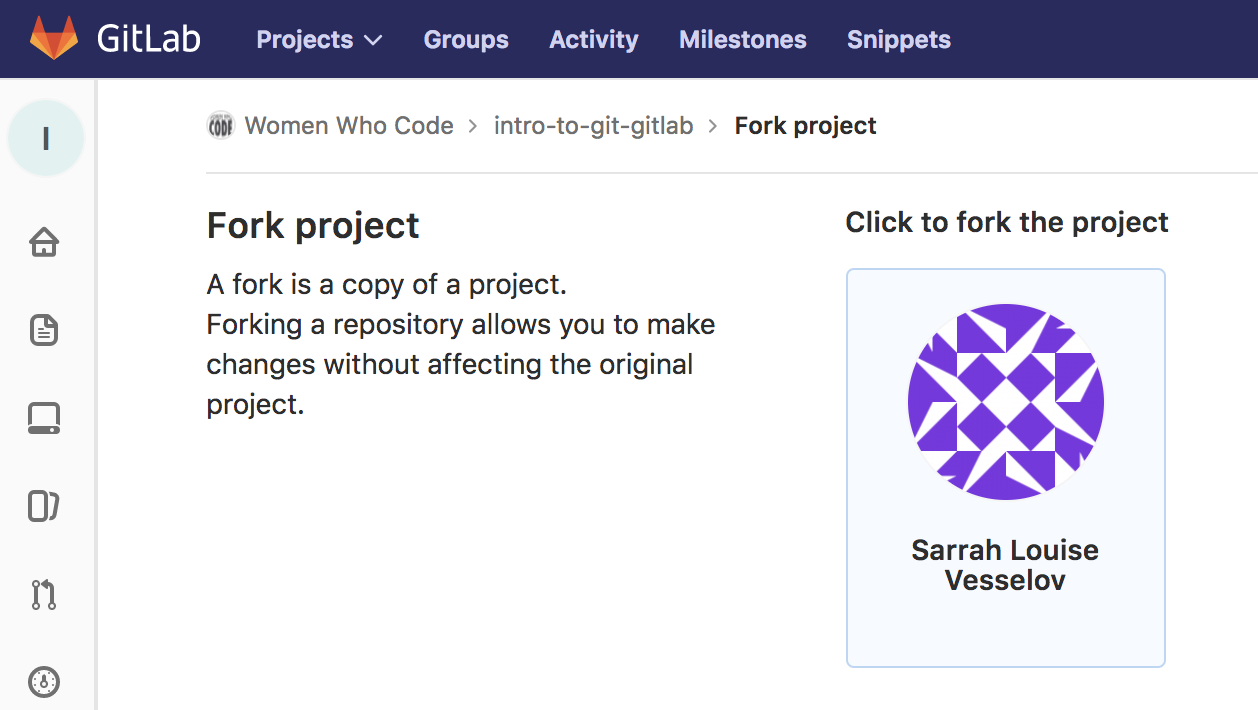 GitLab Projects Groups Activity Milestones Snippets
I
CODE Women Who Code > intro-to-git-gitlab > Fork project
Fork project
A fork is a copy of a project.
Forking a repository allows you to make
changes without affecting the original
project.
Click to fork the project
Sarrah Louise
Vesselov